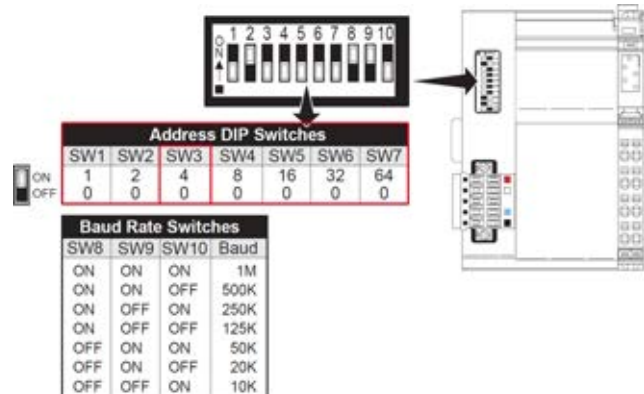 1 2 3 4 5 6 7 8 9 10
ON
Address DIP Switches
SW1 SW2 SW3 SW4 SW5 SW6 SW7
ON 1 2 4 8 16 32 64
OFF 0 0 0 0 0 0 0
Baud Rate Switches
SW8 SW9 SW10 Baud
ON ON ON 1M
ON ON OFF 500K
ON OFF ON 250K
ON OFF OFF 125K
OFF ON ON 50K
OFF ON OFF 20K
OFF OFF ON 10K